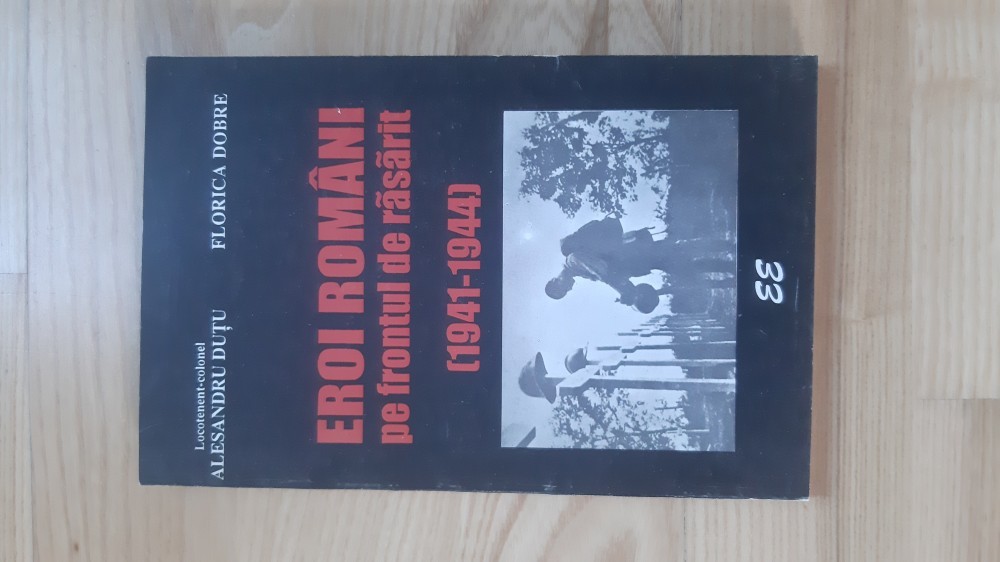 Locotenent-colonel
ALESANDRU DUȚU FLORICA DOBRE
EROI ROMÂNI
pe frontul de răsărit
(1941-1944)
33